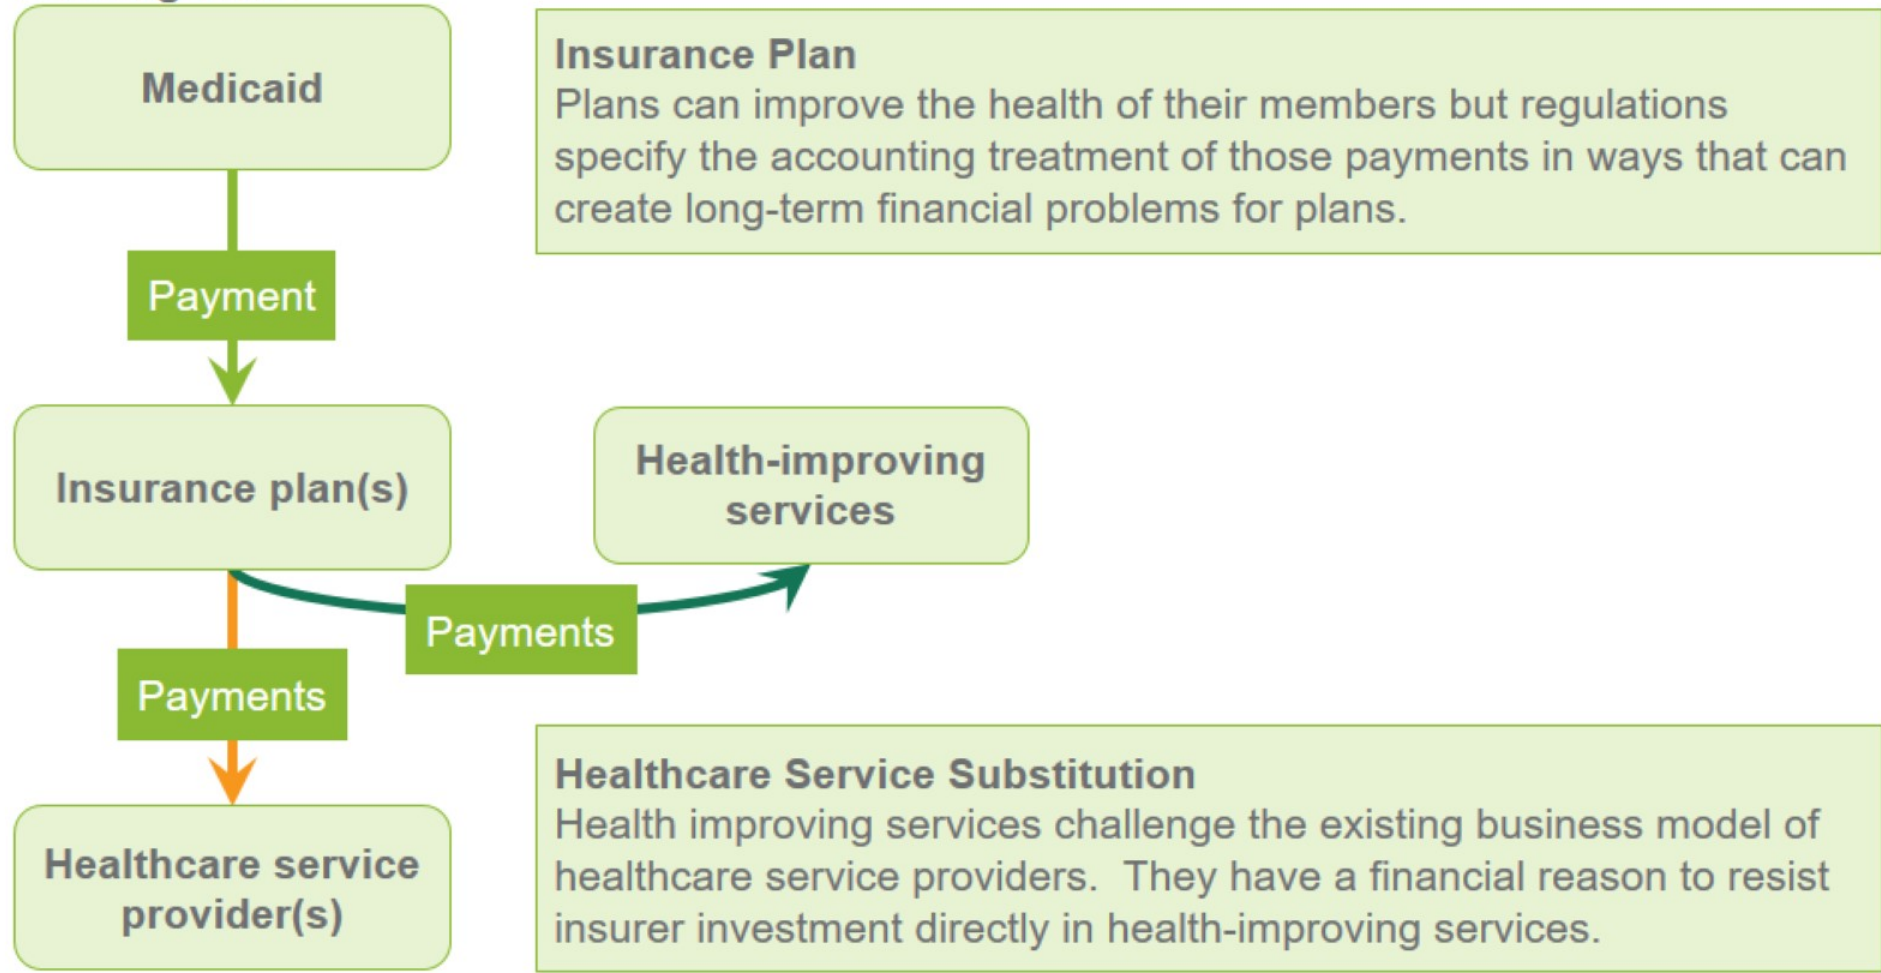 Medicaid
Insurance Plan
Plans can improve the health of their members but regulations
specify the accounting treatment of those payments in ways that can
create long-term financial problems for plans.
Payment
Insurance plan(s)
Health-improving
services
Payments
Payments
Healthcare service
provider(s)
Healthcare Service Substitution
Health improving services challenge the existing business model of
healthcare service providers.  They have a financial reason to resist
insurer investment directly in health-improving services.